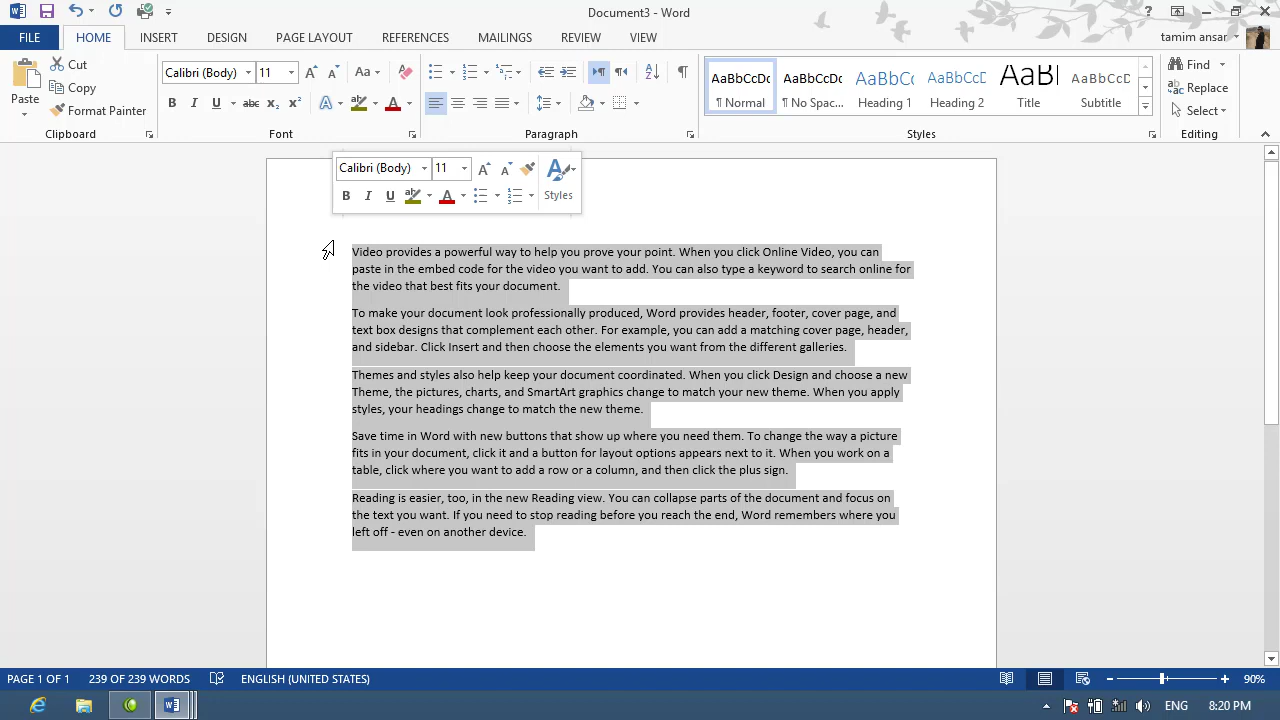 Document3 - Word
tamim ansar
FILE HOME INSERT DESIGN PAGE LAYOUT REFERENCES MAILINGS REVIEW VIEW
Paste
Cut
Copy
Format Painter
Clipboard
Calibri (Body) 11
Font
Paragraph
AaBbCcDc AaBbCcDc AaBbCc AaBbCcD AaBl AaBbCcD
¶ Normal ¶ No Spac... Heading 1 Heading 2 Title Subtitle
Styles
Find
Replace
Select
Editing
Calibri (Body) 11
Styles
Video provides a powerful way to help you prove your point. When you click Online Video, you can
paste in the embed code for the video you want to add. You can also type a keyword to search online for
the video that best fits your document.
To make your document look professionally produced, Word provides header, footer, cover page, and
text box designs that complement each other. For example, you can add a matching cover page, header,
and sidebar. Click Insert and then choose the elements you want from the different galleries.
Themes and styles also help keep your document coordinated. When you click Design and choose a new
Theme, the pictures, charts, and SmartArt graphics change to match your new theme. When you apply
styles, your headings change to match the new theme.
Save time in Word with new buttons that show up where you need them. To change the way a picture
fits in your document, click it and a button for layout options appears next to it. When you work on a
table, click where you want to add a row or a column, and then click the plus sign.
Reading is easier, too, in the new Reading view. You can collapse parts of the document and focus on
the text you want. If you need to stop reading before you reach the end, Word remembers where you
left off - even on another device.
PAGE 1 OF 1 239 OF 239 WORDS ENGLISH (UNITED STATES) 90%
ENG 8:20 PM